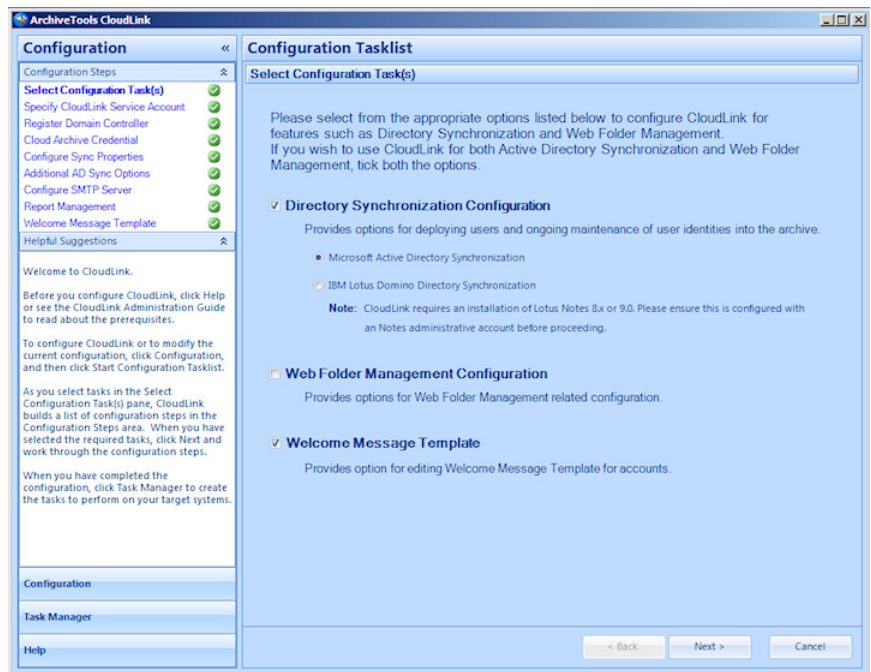 ArchiveTools CloudLink
Configuration «
Configuration Steps
Select Configuration Task(s)
Specify CloudLink Service Account
Register Domain Controller
Cloud Archive Credential
Configure Sync Properties
Additional AD Sync Options
Configure SMTP Server
Report Management
Welcome Message Template
Helpful Suggestions
Welcome to CloudLink.
Before you configure CloudLink, click Help
or see the CloudLink Administration Guide
to read about the prerequisites.
To configure CloudLink or to modify the
current configuration, click Configuration,
and then click Start Configuration Tasklist.
As you select tasks in the Select
Configuration Task(s) pane, CloudLink
builds a list of configuration steps in the
Configuration Steps area. When you have
selected the required tasks, click Next and
work through the configuration steps.
When you have completed the
configuration, click Task Manager to create
the tasks to perform on your target systems.
Configuration
Task Manager
Help
Configuration Tasklist
Select Configuration Task(s)
Please select from the appropriate options listed below to configure CloudLink for
features such as Directory Synchronization and Web Folder Management.
If you wish to use CloudLink for both Active Directory Synchronization and Web Folder
Management, tick both the options.
Directory Synchronization Configuration
Provides options for deploying users and ongoing maintenance of user identities into the archive.
Microsoft Active Directory Synchronization
IBM Lotus Domino Directory Synchronization
Note: CloudLink requires an installation of Lotus Notes 8.x or 9.0. Please ensure this is configured with
an Notes administrative account before proceeding.
Web Folder Management Configuration
Provides options for Web Folder Management related configuration.
Welcome Message Template
Provides option for editing Welcome Message Template for accounts.
< Back
Next >
Cancel